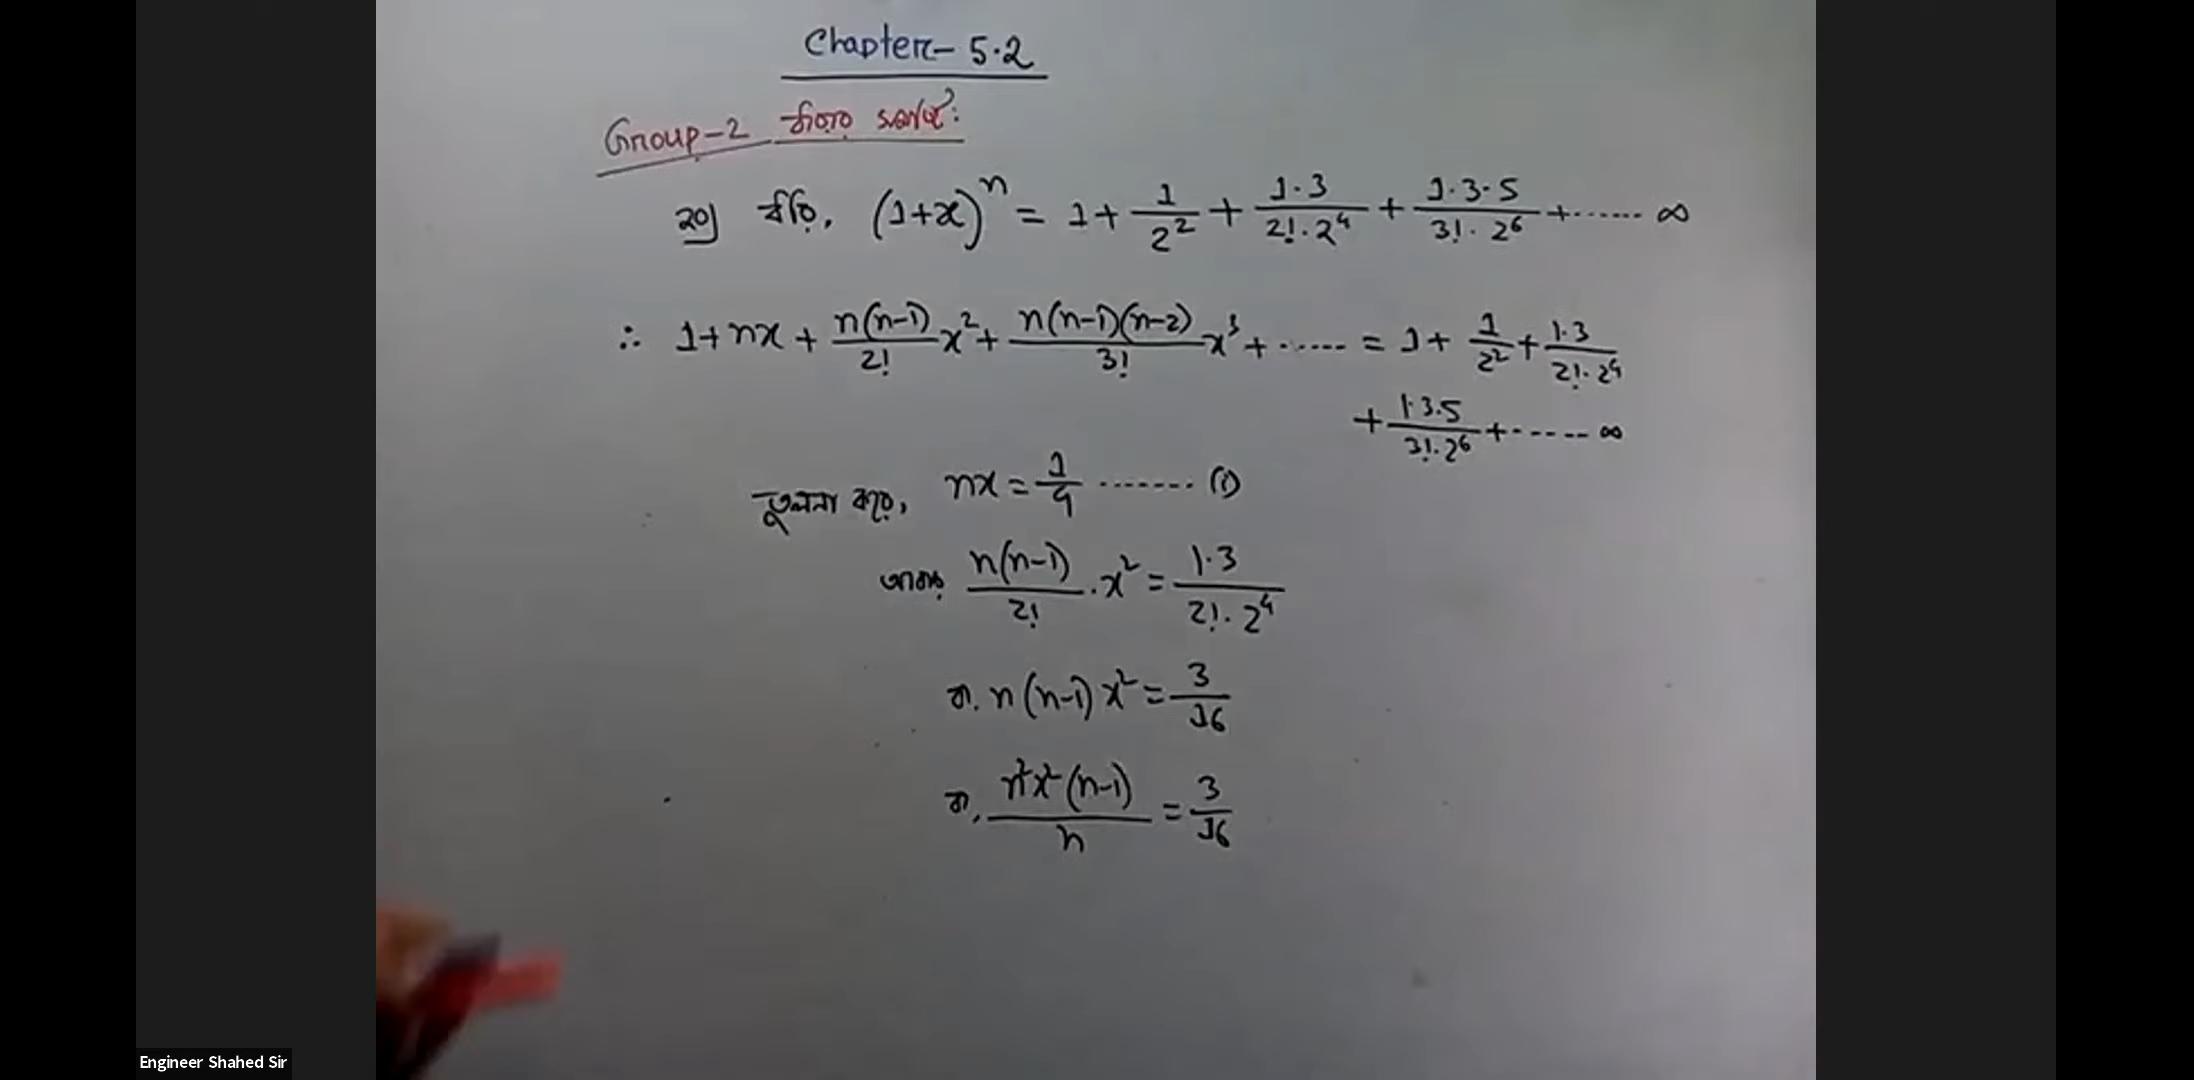 Chapter- 5.2
Group-2 ধারা সংক্রান্ত:
২০] ধরি, (1+x)^n = 1 + 1/2^2 + 1·3/2!·2^4 + 1·3·5/3!·2^6 + ...... ∞
∴ 1 + nx + n(n-1)/2! x^2 + n(n-1)(n-2)/3! x^3 + ...... = 1 + 1/2^2 + 1·3/2!·2^4
+ 1·3·5/3!·2^6 + ...... ∞
তুলনা করে, nx = 1/4 ....... (1)
আবার n(n-1)/2! . x^2 = 1·3/2!·2^4
বা, n(n-1) x^2 = 3/16
বা, n^2x^2(n-1)/n = 3/16
Engineer Shahed Sir